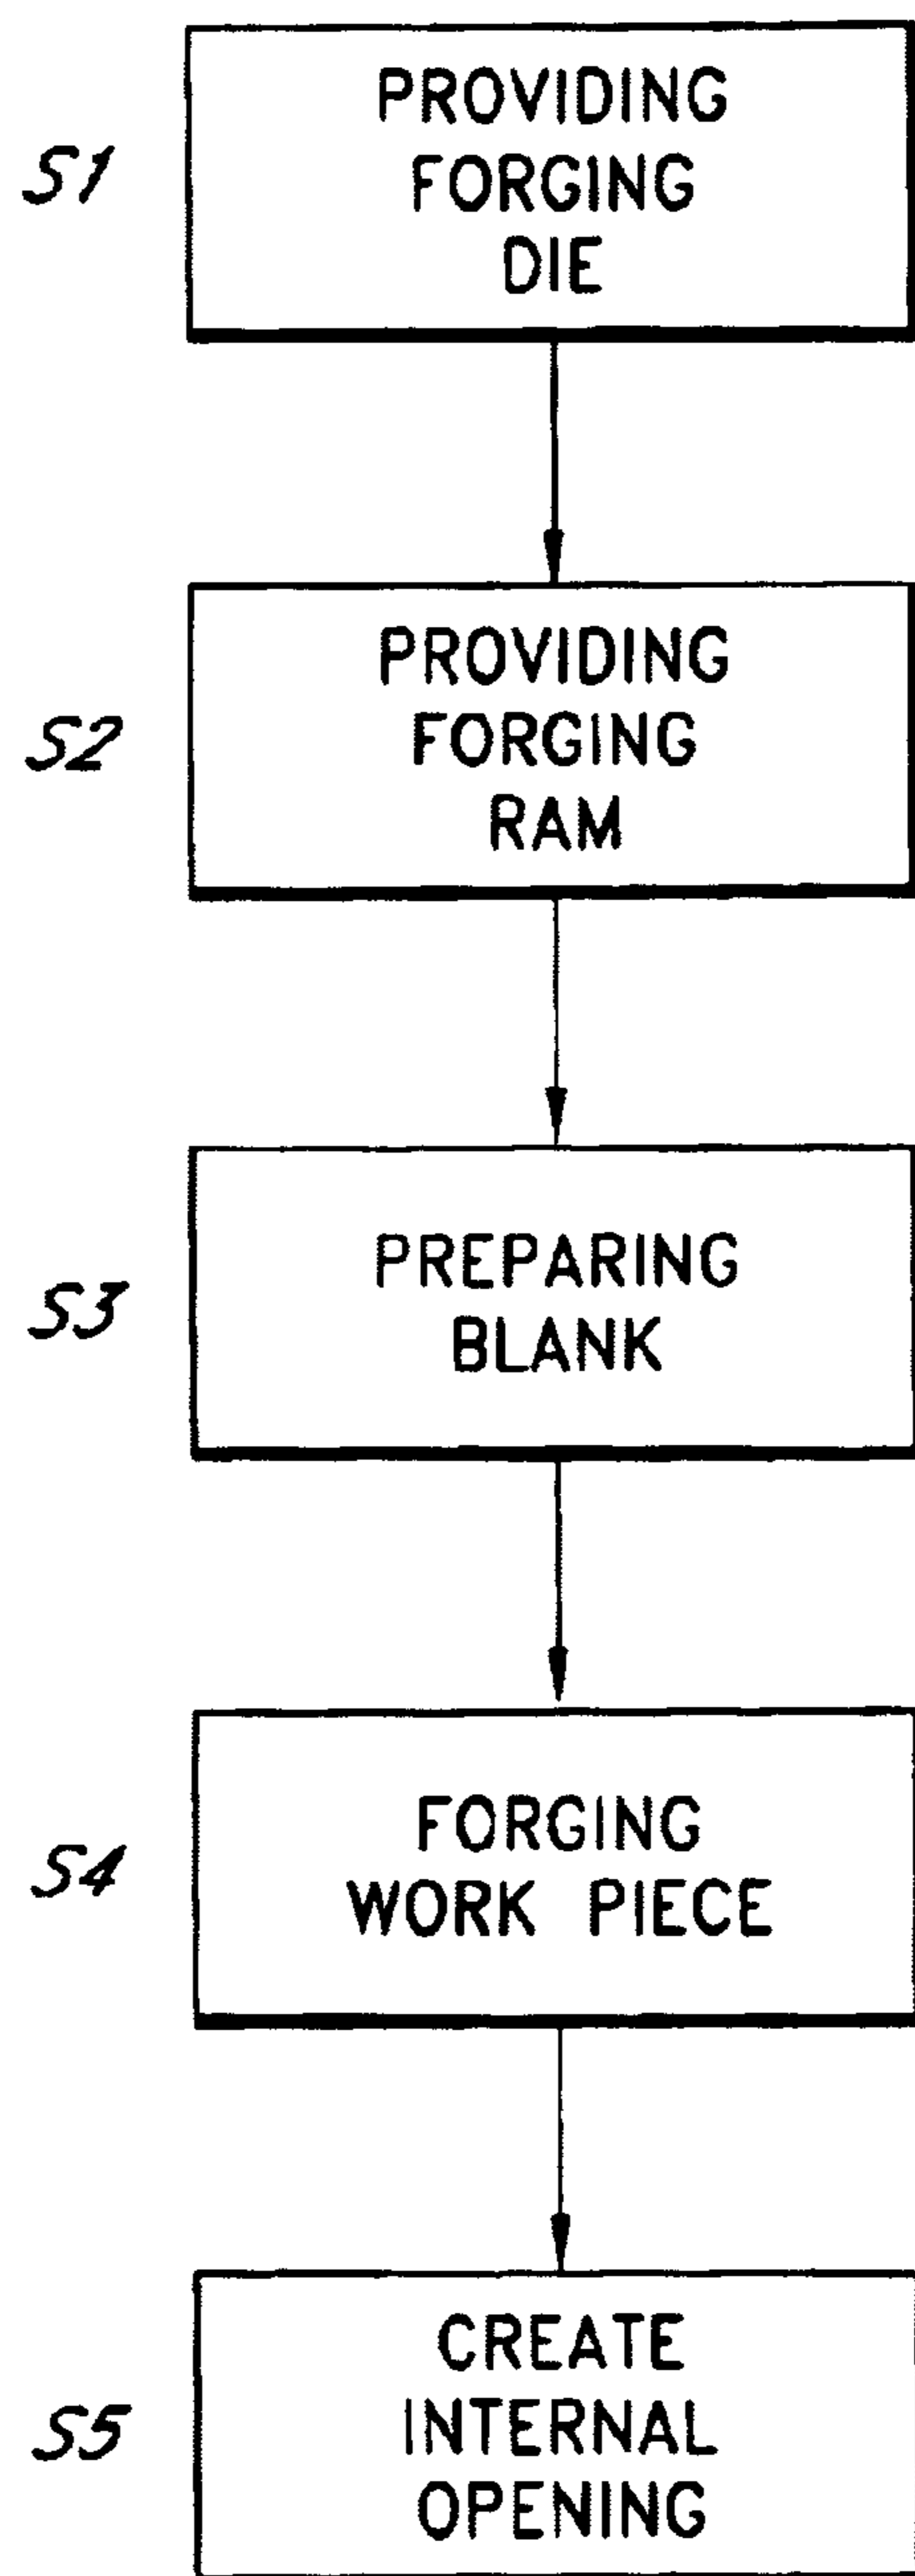 S1
PROVIDING
FORGING
DIE
S2
PROVIDING
FORGING
RAM
S3
PREPARING
BLANK
S4
FORGING
WORK PIECE
S5
CREATE
INTERNAL
OPENING